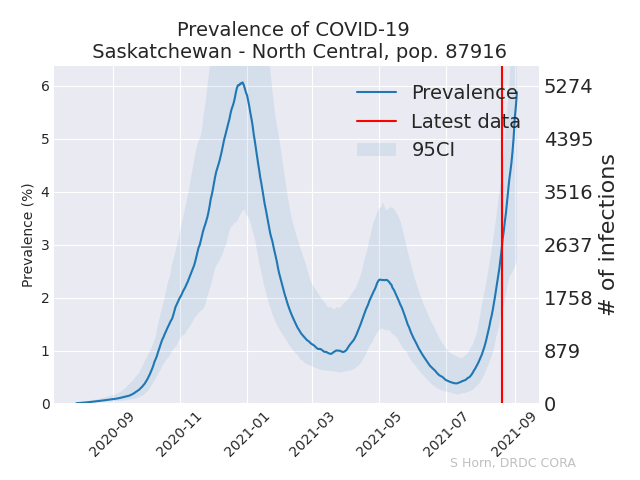 Prevalence of COVID-19
Saskatchewan - North Central, pop. 87916
Prevalence
Latest data
95CI
Prevalence (%)
6
5
4
3
2
1
0
5274
4395
3516
2637
1758
879
0
# of infections
2020-09
2020-11
2021-01
2021-03
2021-05
2021-07
2021-09
S Horn, DRDC CORA